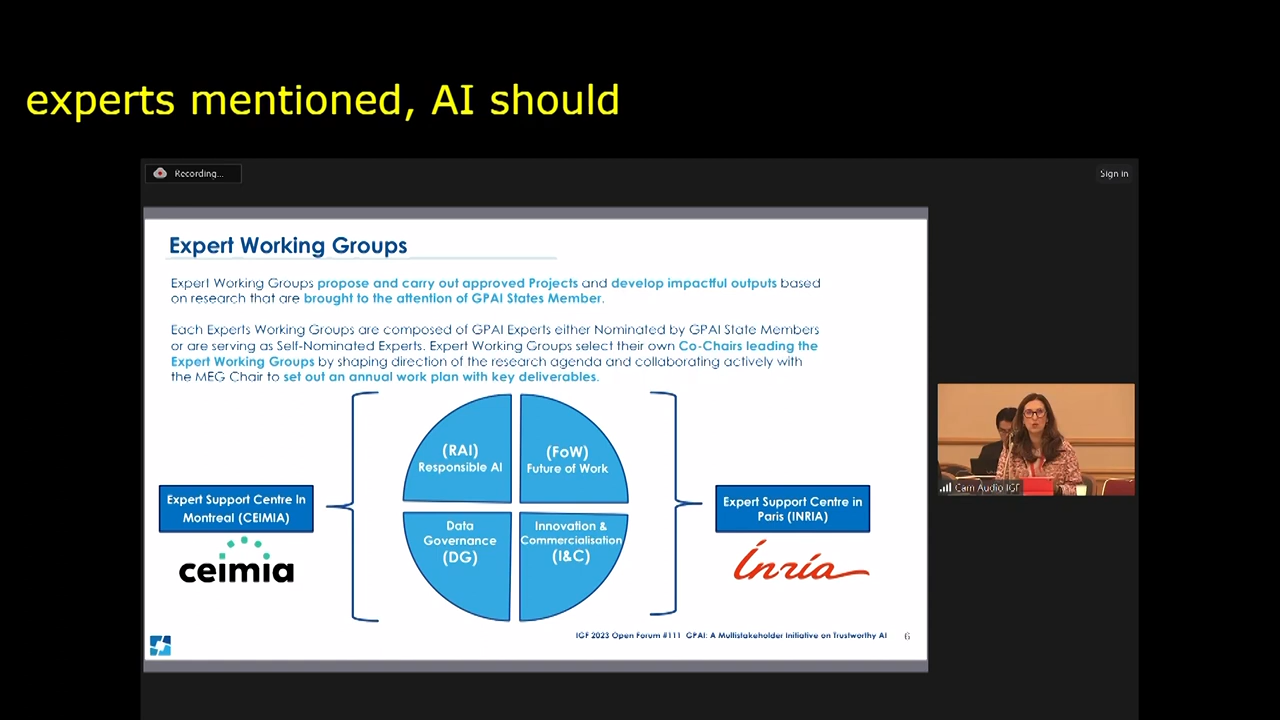 experts mentioned, AI should
Recording...
Sign in
Expert Working Groups
Expert Working Groups propose and carry out approved Projects and develop impactful outputs based
on research that are brought to the attention of GPAI States Member.
Each Experts Working Groups are composed of GPAI Experts either Nominated by GPAI State Members
or are serving as Self-Nominated Experts. Expert Working Groups select their own Co-Chairs leading the
Expert Working Groups by shaping direction of the research agenda and collaborating actively with
the MEG Chair to set out an annual work plan with key deliverables.
(RAI)
Responsible AI
(FoW)
Future of Work
Expert Support Centre In
Montreal (CEIMIA)
ceimia
Data
Governance
(DG)
Innovation &
Commercialisation
(I&C)
Expert Support Centre in
Paris (INRIA)
Inría
Cam Audio IGF
IGF 2023 Open Forum #111 GPAI: A Multistakeholder Initiative on Trustworthy AI
6